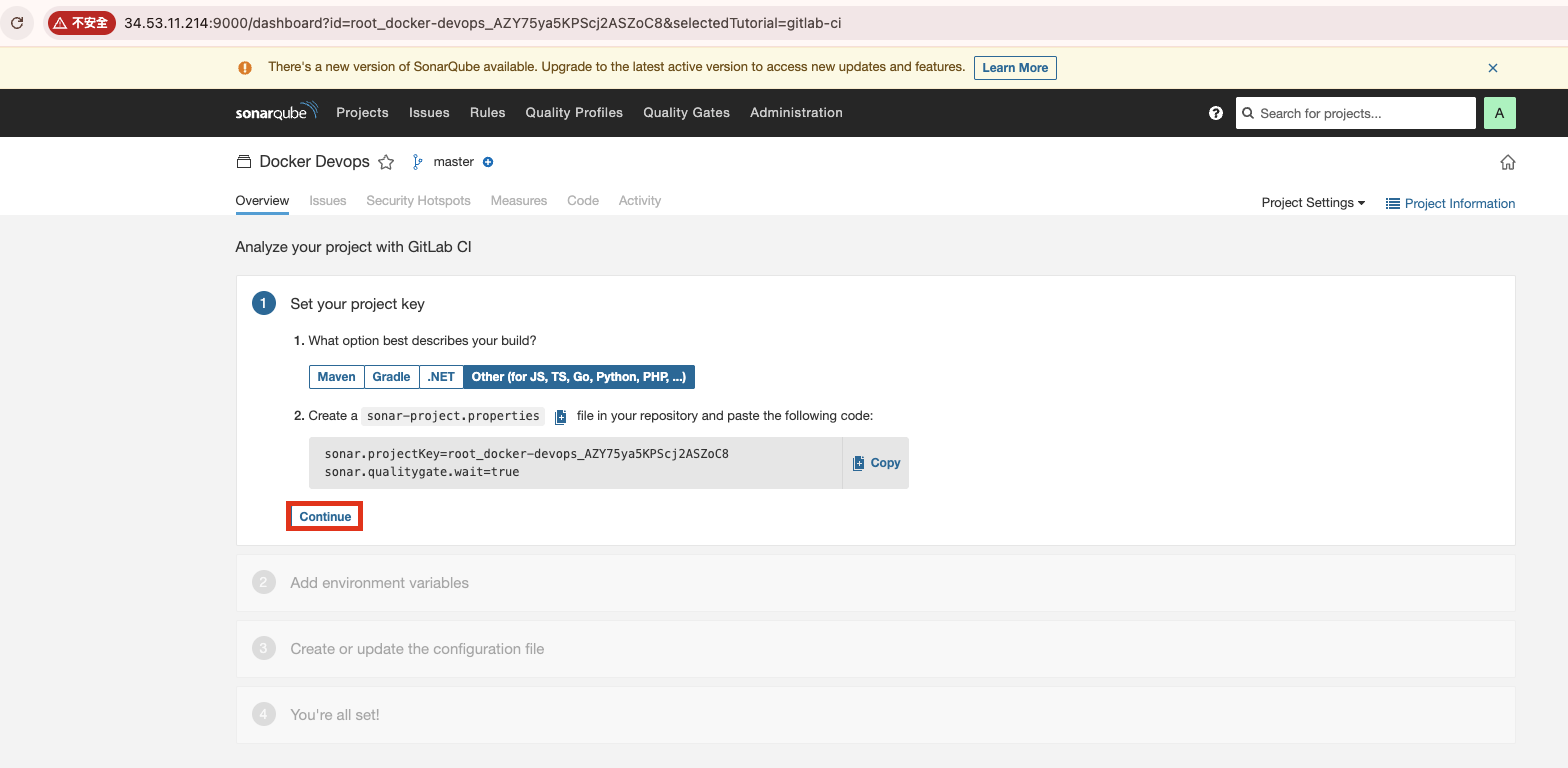 不安全 34.53.11.214:9000/dashboard?id=root_docker-devops_AZY75ya5KPScj2ASZoC8&selectedTutorial=gitlab-ci
There's a new version of SonarQube available. Upgrade to the latest active version to access new updates and features. Learn More
sonarqube Projects Issues Rules Quality Profiles Quality Gates Administration ? Search for projects... A
Docker Devops master
Overview Issues Security Hotspots Measures Code Activity Project Settings Project Information
Analyze your project with GitLab CI
1 Set your project key
1. What option best describes your build?
Maven Gradle .NET Other (for JS, TS, Go, Python, PHP, ...)
2. Create a sonar-project.properties file in your repository and paste the following code:
sonar.projectKey=root_docker-devops_AZY75ya5KPScj2ASZoC8
sonar.qualitygate.wait=true
Copy
Continue
2 Add environment variables
3 Create or update the configuration file
4 You're all set!